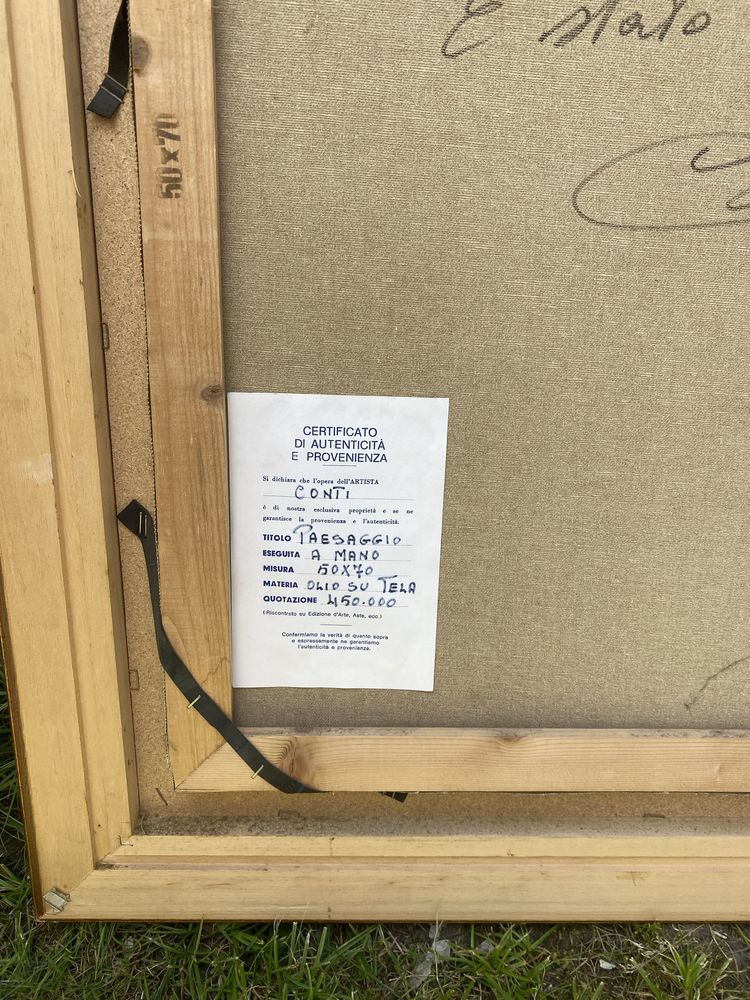 È stato
50×70
CERTIFICATO
DI AUTENTICITÀ
E PROVENIENZA
Si dichiara che l'opera dell'ARTISTA
CONTI
è di nostra esclusiva proprietà e se ne
garantisce la provenienza e l'autenticità.
TITOLO PAESAGGIO
ESEGUITA A MANO
MISURA 50X70
MATERIA OLIO SU TELA
QUOTAZIONE 450.000
(Riscontrato su Edizione d'Arte, Aste, ecc.)
Confermiamo la verità di quanto sopra
e espressamente ne garantiamo
l'autenticità e provenienza.